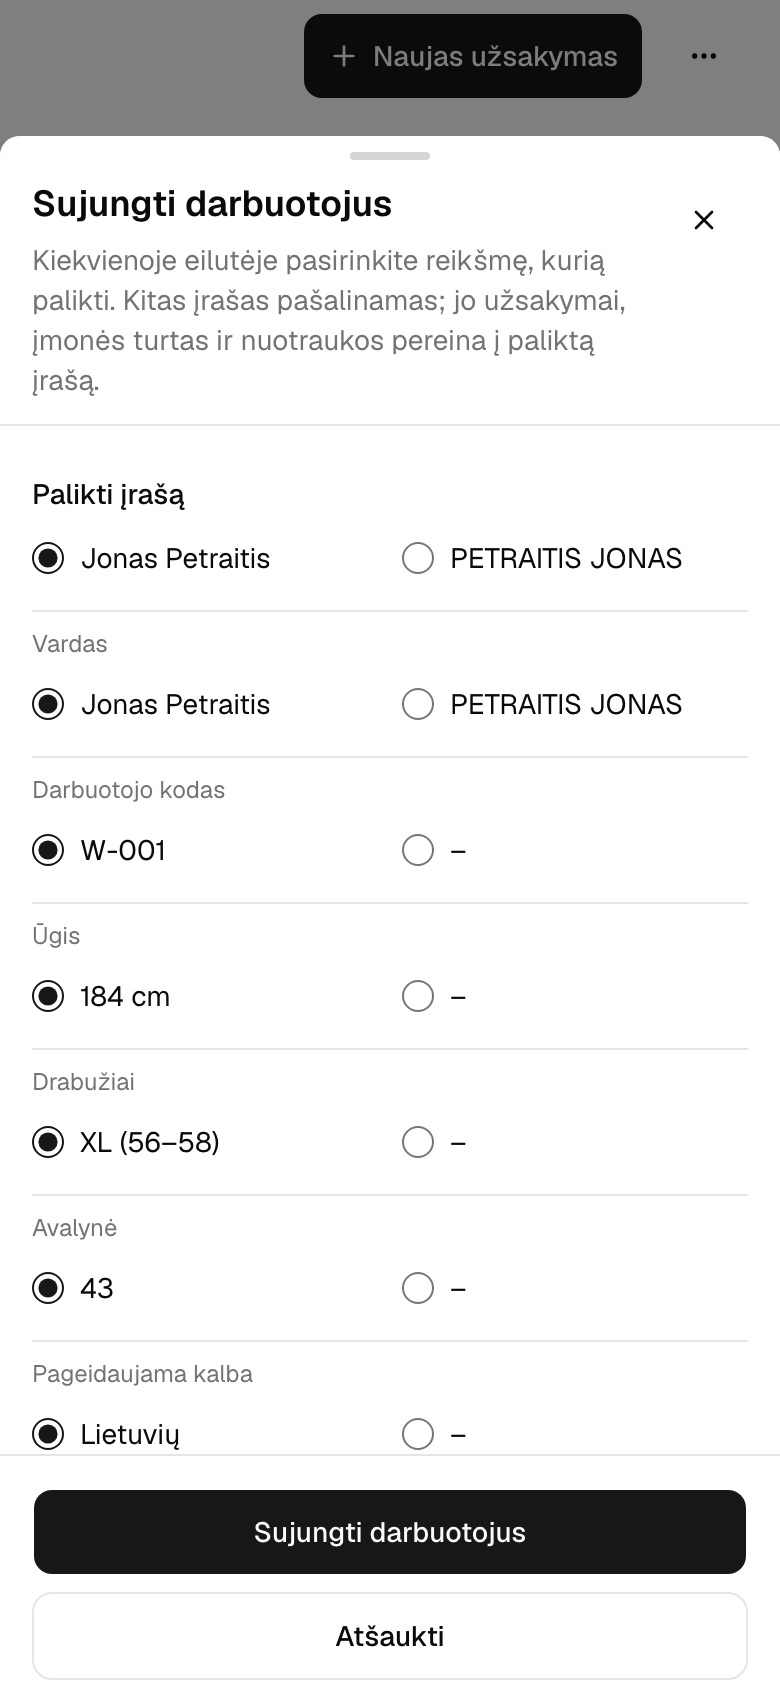 Naujas užsakymas
Sujungti darbuotojus
Kiekvienoje eilutėje pasirinkite reikšmę, kurią
palikti. Kitas įrašas pašalinamas; jo užsakymai,
įmonės turtas ir nuotraukos pereina į paliktą
įrašą.
Palikti įrašą
Jonas Petraitis PETRAITIS JONAS
Vardas
Jonas Petraitis PETRAITIS JONAS
Darbuotojo kodas
W-001 –
Ūgis
184 cm –
Drabužiai
XL (56–58) –
Avalynė
43 –
Pageidaujama kalba
Lietuvių –
Sujungti darbuotojus
Atšaukti